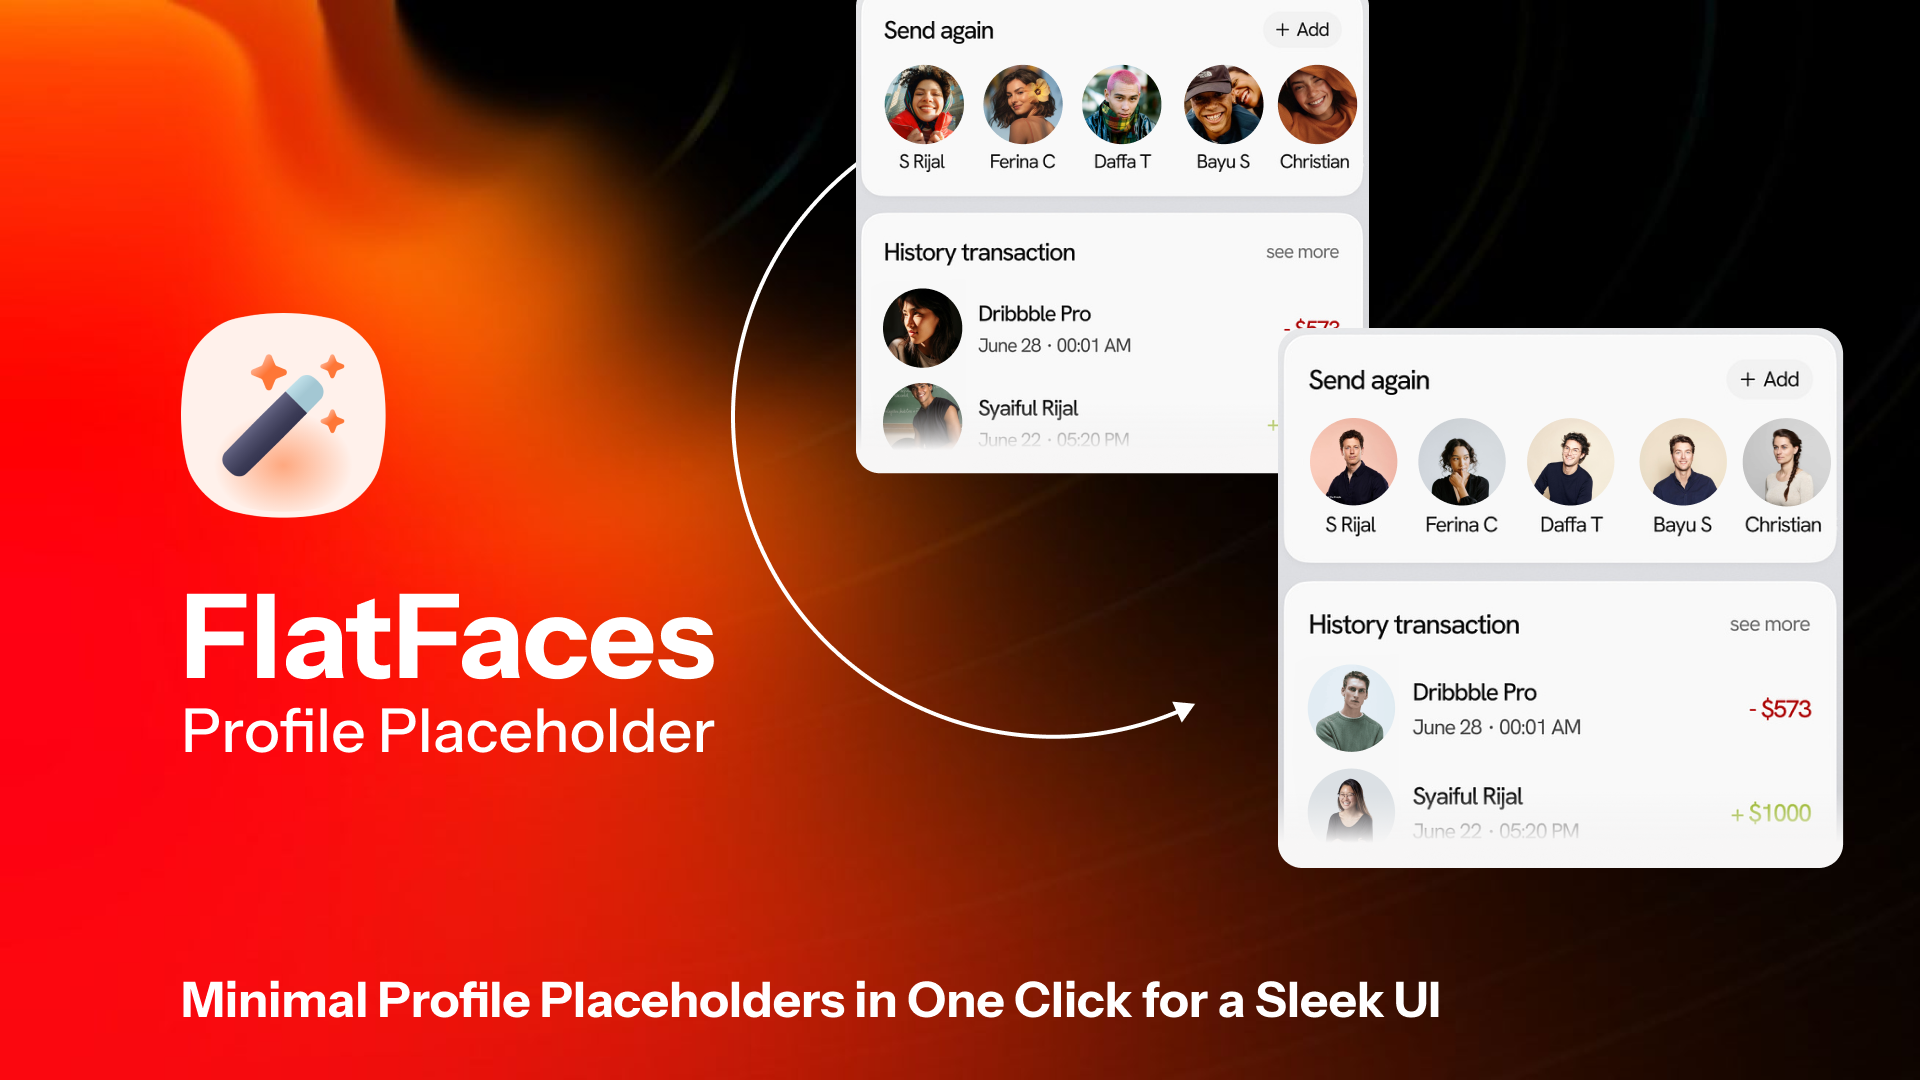 Send again
+ Add
S Rijal
Ferina C
Daffa T
Bayu S
Christian
History transaction
see more
Dribbble Pro
June 28 · 00:01 AM
- $573
Syaiful Rijal
June 22 · 05:20 PM
+
Send again
+ Add
S Rijal
Ferina C
Daffa T
Bayu S
Christian
History transaction
see more
Dribbble Pro
June 28 · 00:01 AM
- $573
Syaiful Rijal
June 22 · 05:20 PM
+ $1000
FlatFaces
Profile Placeholder
Minimal Profile Placeholders in One Click for a Sleek UI